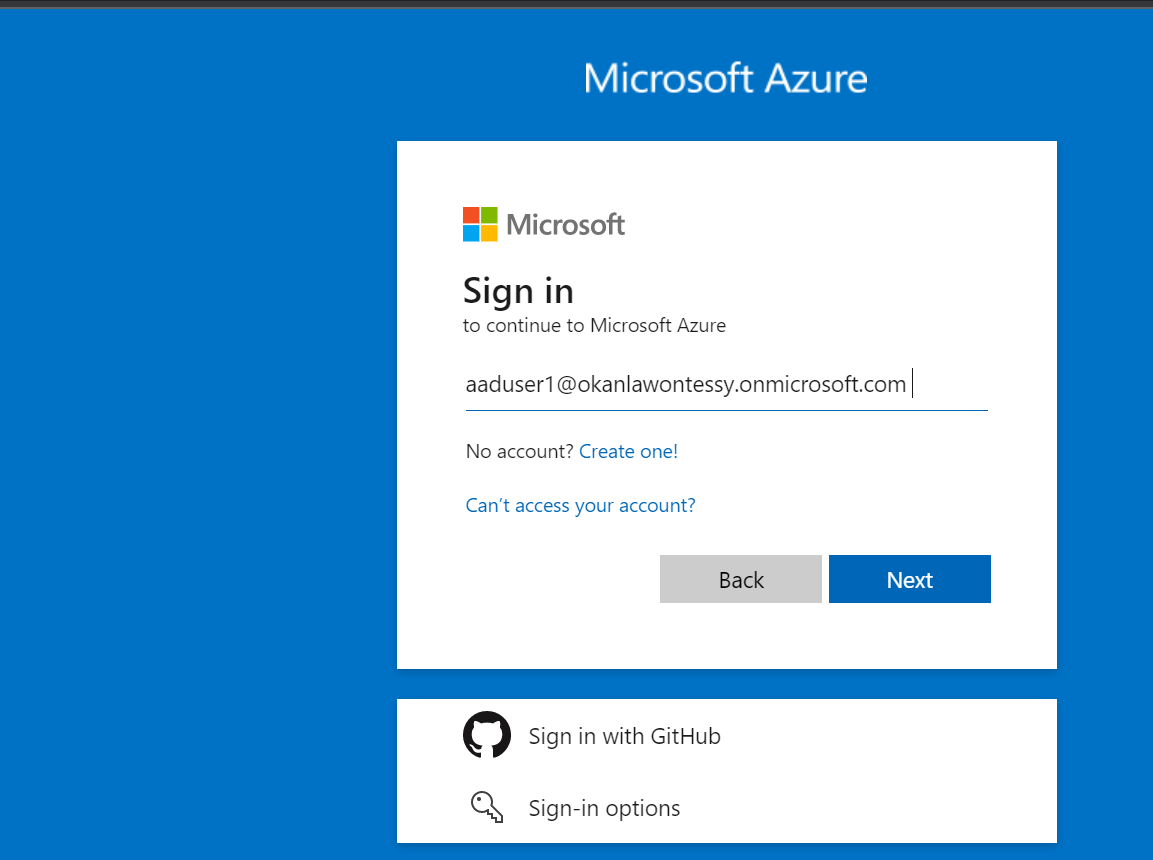 Microsoft Azure
Microsoft
Sign in
to continue to Microsoft Azure
aaduser1@okanlawontessy.onmicrosoft.com
No account? Create one!
Can't access your account?
Back Next
Sign in with GitHub
Sign-in options